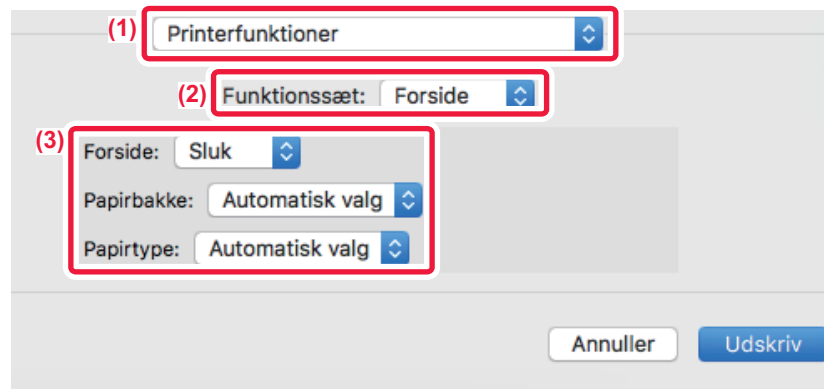 (1) Printerfunktioner
(2) Funktionssæt: Forside
(3)
Forside: Sluk
Papirbakke: Automatisk valg
Papirtype: Automatisk valg
Annuller Udskriv